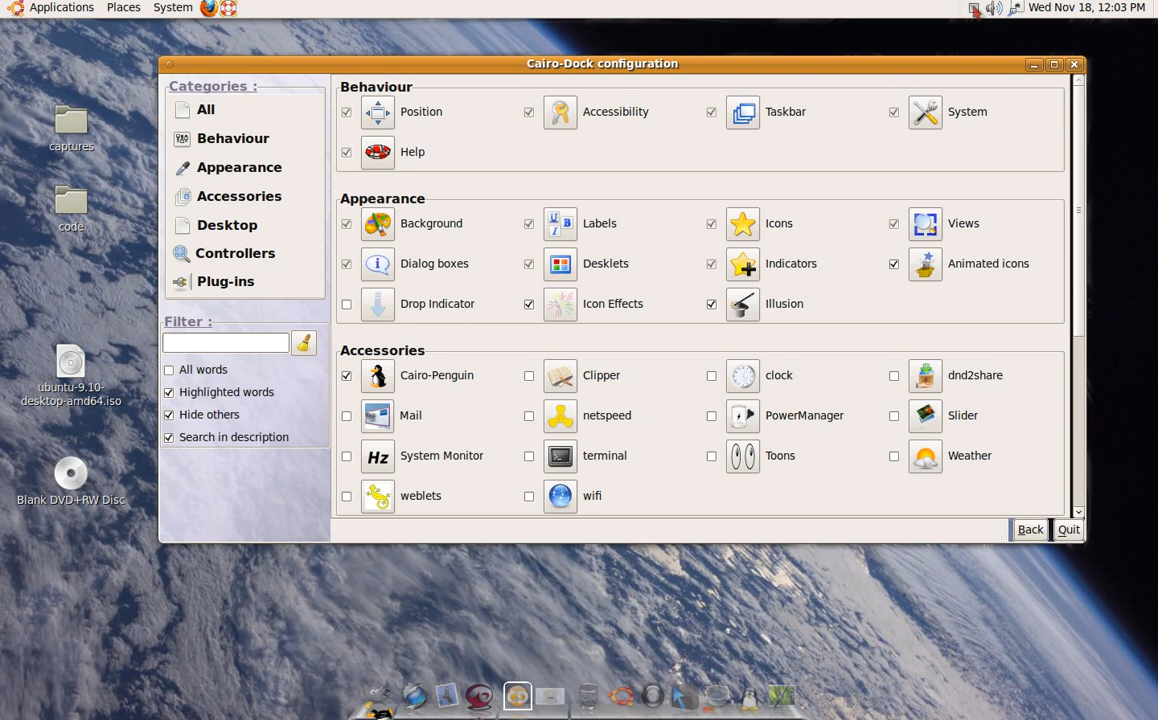 Applications Places System Wed Nov 18, 12:03 PM
Cairo-Dock configuration
captures
code
ubuntu-9.10-
desktop-amd64.iso
Blank DVD+RW Disc
Categories :
All
Behaviour
Appearance
Accessories
Desktop
Controllers
Plug-ins
Filter :
All words
Highlighted words
Hide others
Search in description
Behaviour
Position Accessibility Taskbar System
Help
Appearance
Background Labels Icons Views
Dialog boxes Desklets Indicators Animated icons
Drop Indicator Icon Effects Illusion
Accessories
Cairo-Penguin Clipper clock dnd2share
Mail netspeed PowerManager Slider
Hz System Monitor terminal Toons Weather
weblets wifi
Back Quit